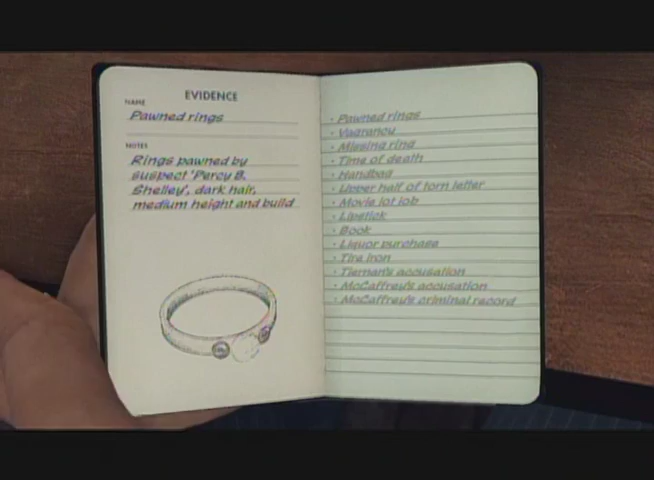 EVIDENCE
NAME
Pawned rings
NOTES
Rings pawned by
suspect 'Percy B.
Shelley', dark hair,
medium height and build
· Pawned rings
· Vagrancy
· Missing ring
· Time of death
· Handbag
· Upper half of torn letter
· Movie lot job
· Lipstick
· Book
· Liquor purchase
· Tire iron
· Tiernan's accusation
· McCaffrey's accusation
· McCaffrey's criminal record